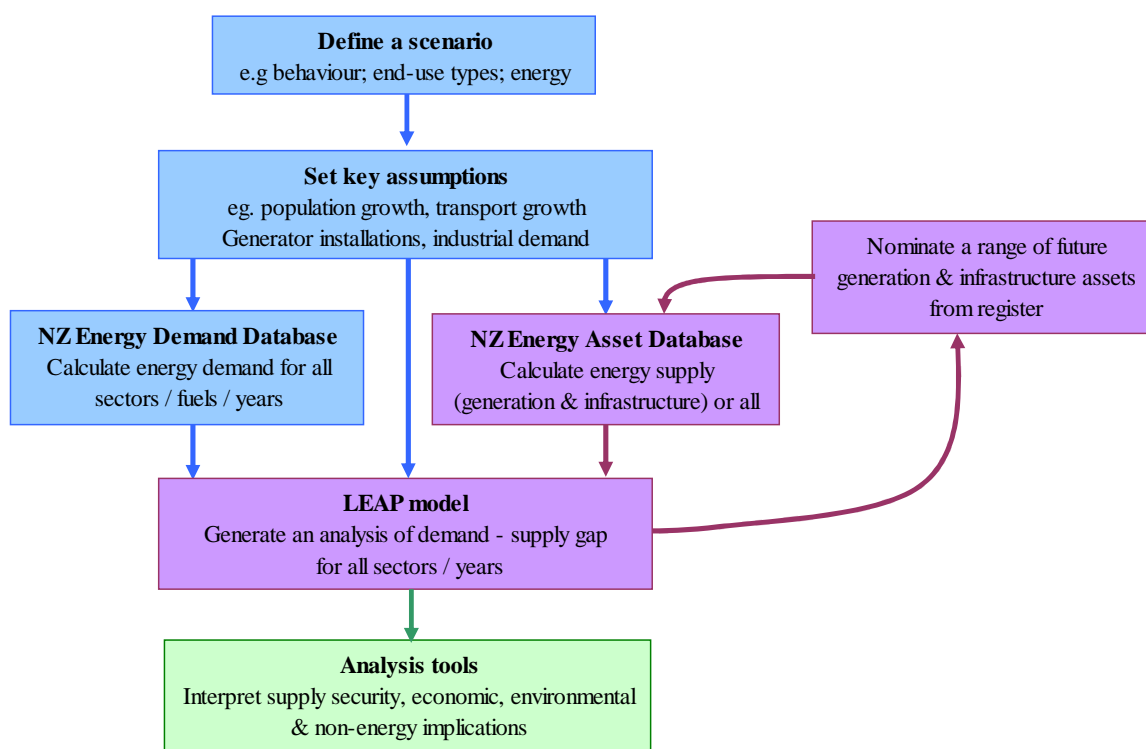 Define a scenario
e.g behaviour; end-use types; energy
Set key assumptions
eg. population growth, transport growth
Generator installations, industrial demand
Nominate a range of future
generation & infrastructure assets
from register
NZ Energy Demand Database
Calculate energy demand for all
sectors / fuels / years
NZ Energy Asset Database
Calculate energy supply
(generation & infrastructure) or all
LEAP model
Generate an analysis of demand - supply gap
for all sectors / years
Analysis tools
Interpret supply security, economic, environmental
& non-energy implications